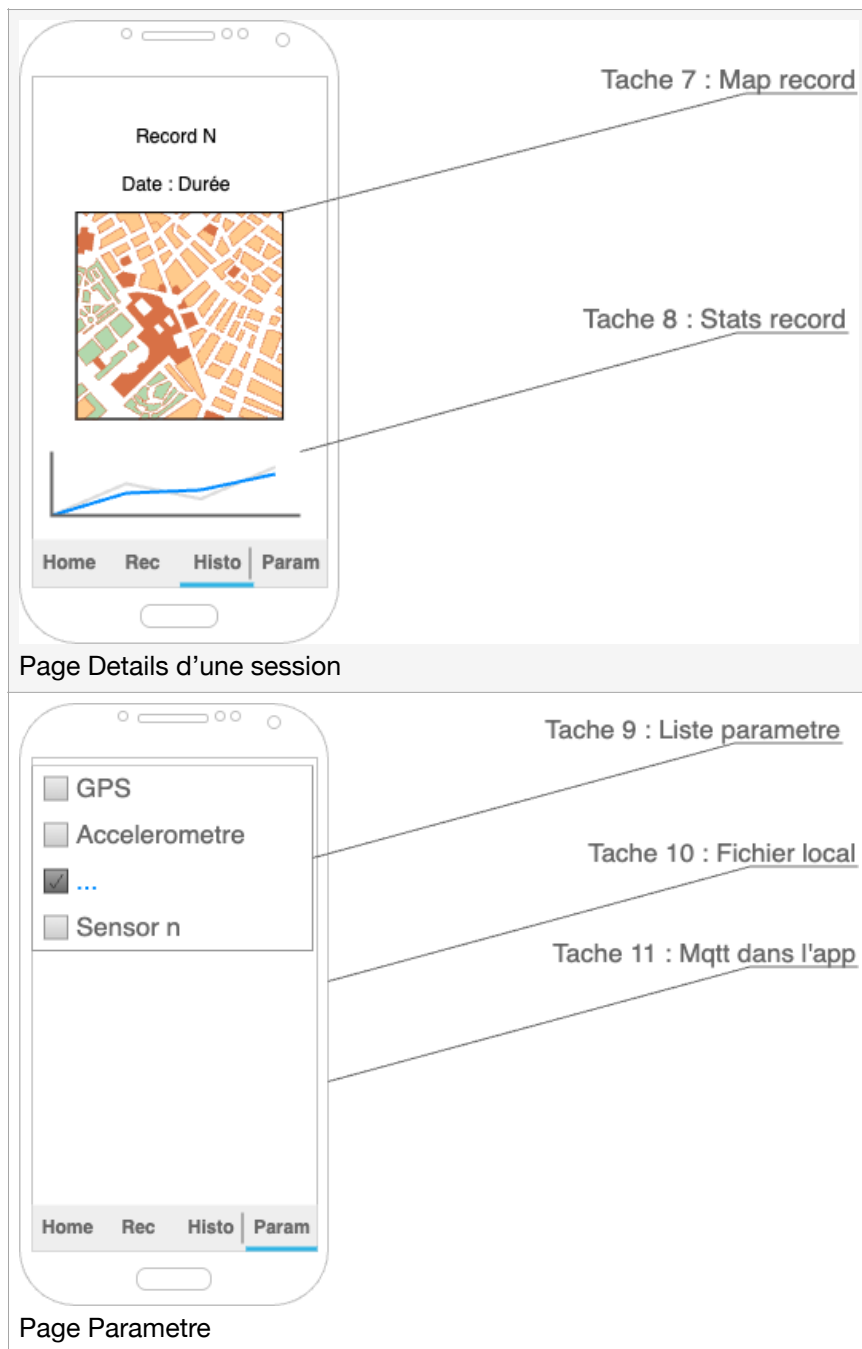 Tache 7 : Map record
Record N
Date : Durée
Tache 8 : Stats record
Home Rec Histo Param
Page Details d'une session
Tache 9 : Liste parametre
GPS
Accelerometre
Tache 10 : Fichier local
...
Sensor n
Tache 11 : Mqtt dans l'app
Home Rec Histo Param
Page Parametre